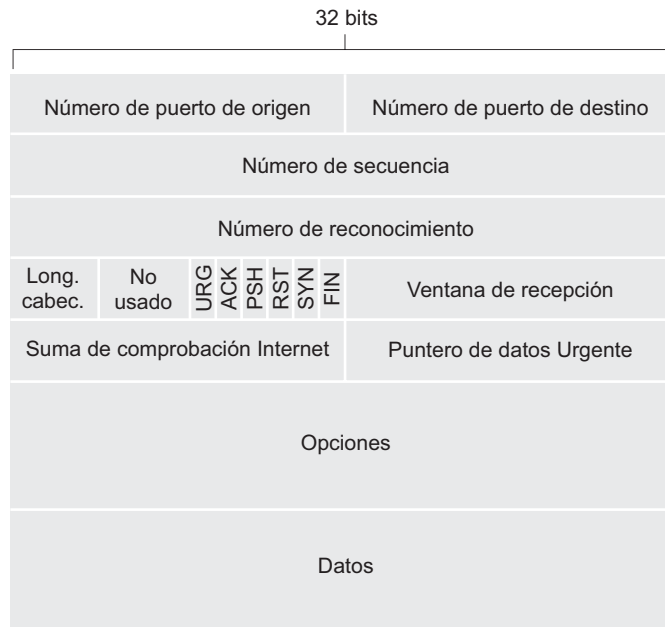 32 bits
Número de puerto de origen
Número de puerto de destino
Número de secuencia
Número de reconocimiento
Long.
cabec.
No
usado
URG
ACK
PSH
RST
SYN
FIN
Ventana de recepción
Suma de comprobación Internet
Puntero de datos Urgente
Opciones
Datos